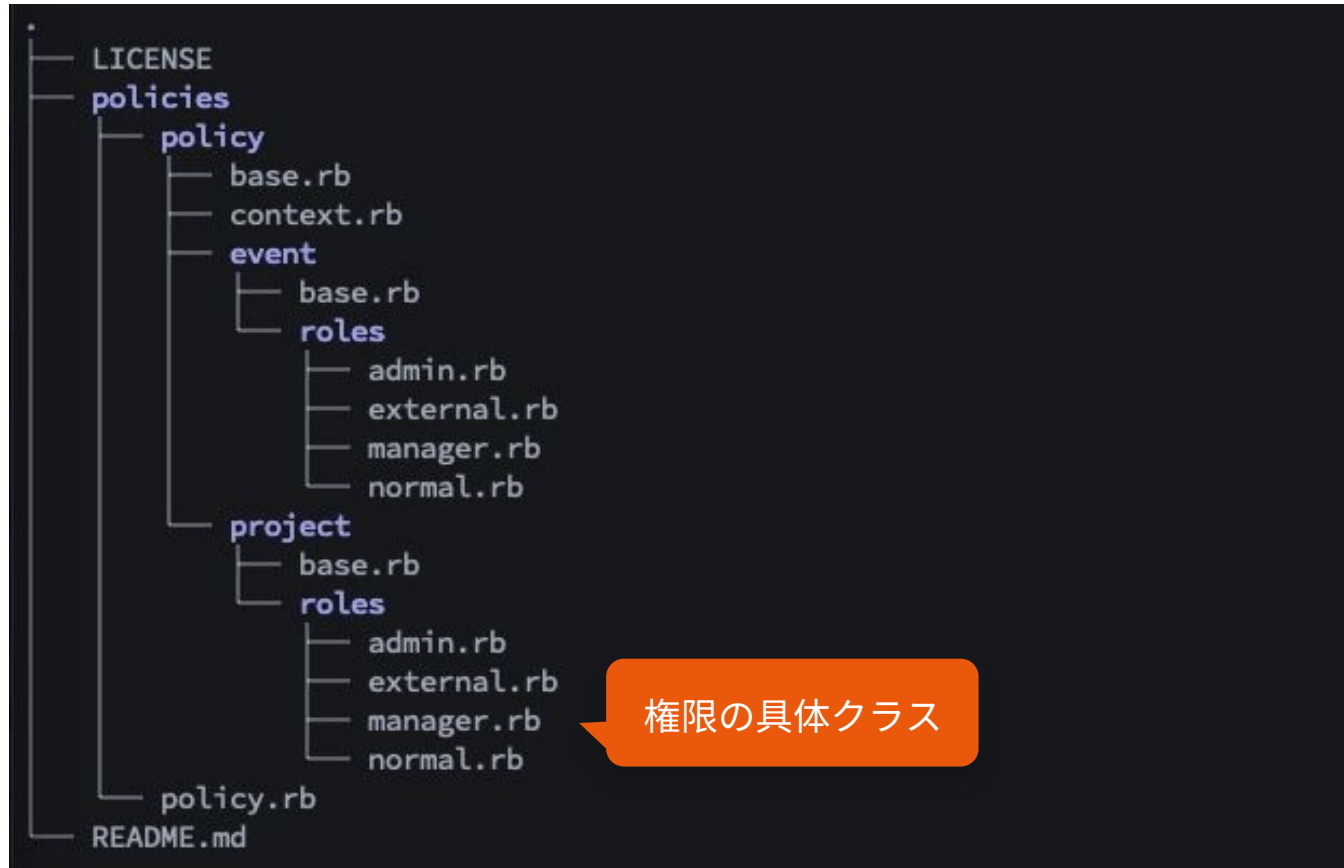 .
├── LICENSE
├── policies
│   ├── policy
│   │   ├── base.rb
│   │   ├── context.rb
│   │   ├── event
│   │   │   ├── base.rb
│   │   │   └── roles
│   │   │       ├── admin.rb
│   │   │       ├── external.rb
│   │   │       ├── manager.rb
│   │   │       └── normal.rb
│   │   └── project
│   │       ├── base.rb
│   │       └── roles
│   │           ├── admin.rb
│   │           ├── external.rb
│   │           ├── manager.rb
権限の具体クラス
│   │           └── normal.rb
│   └── policy.rb
└── README.md